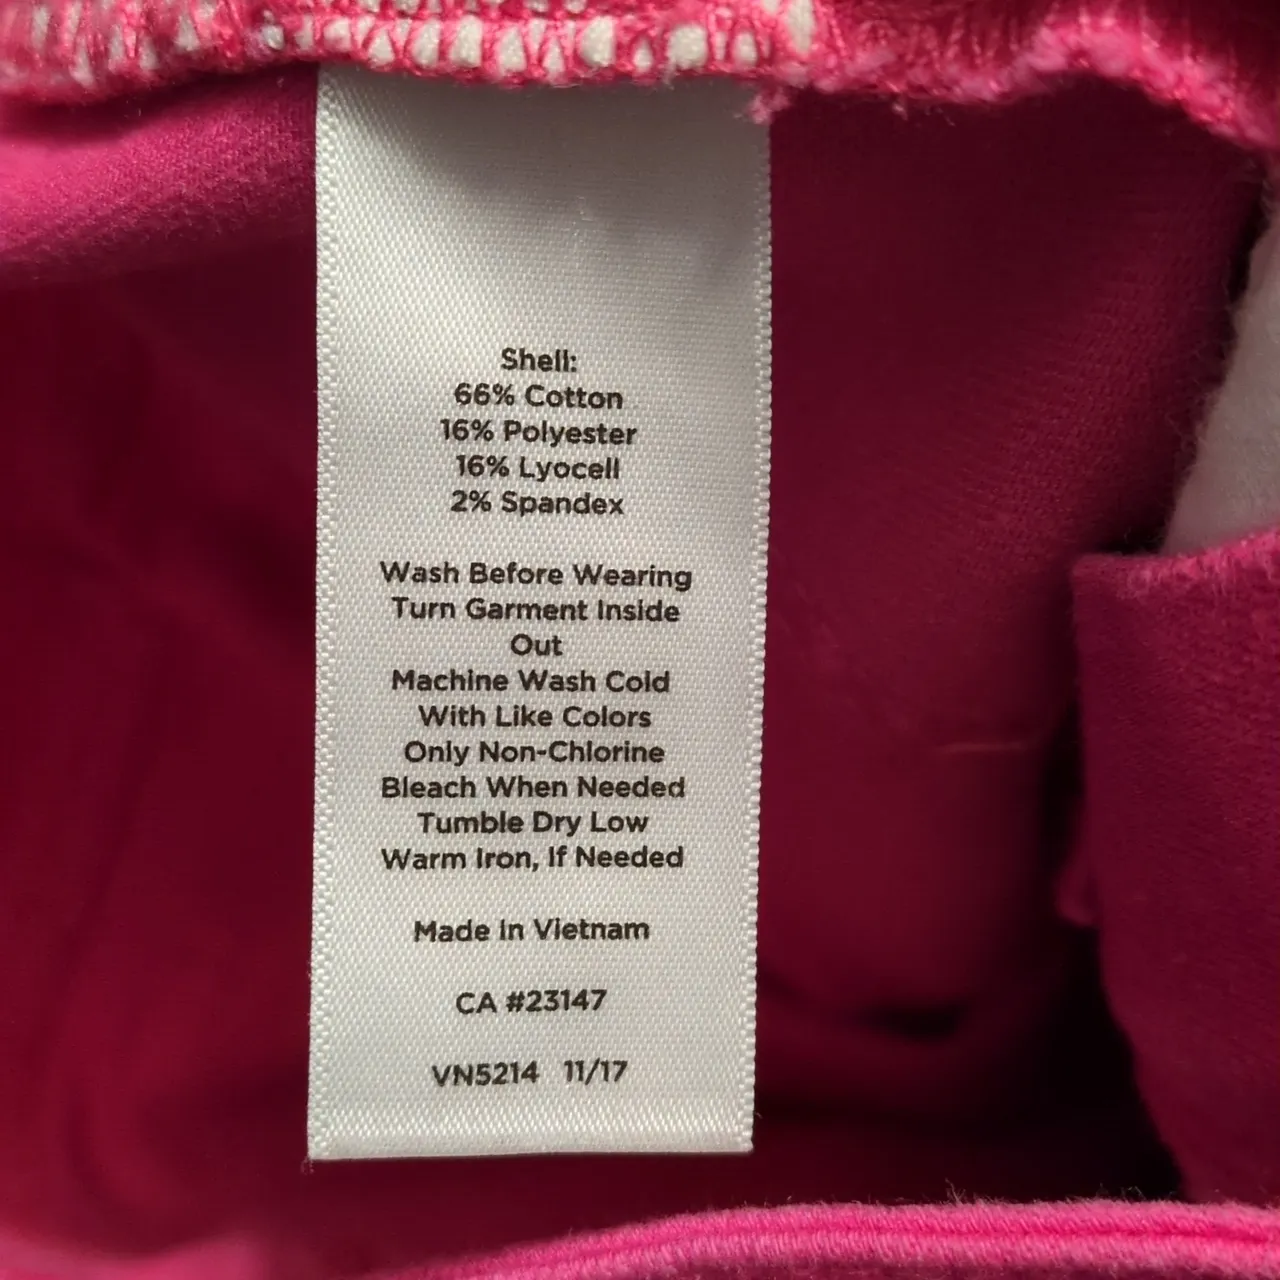 Shell:
66% Cotton
16% Polyester
16% Lyocell
2% Spandex
Wash Before Wearing
Turn Garment Inside
Out
Machine Wash Cold
With Like Colors
Only Non-Chlorine
Bleach When Needed
Tumble Dry Low
Warm Iron, If Needed
Made In Vietnam
CA #23147
VN5214 11/17